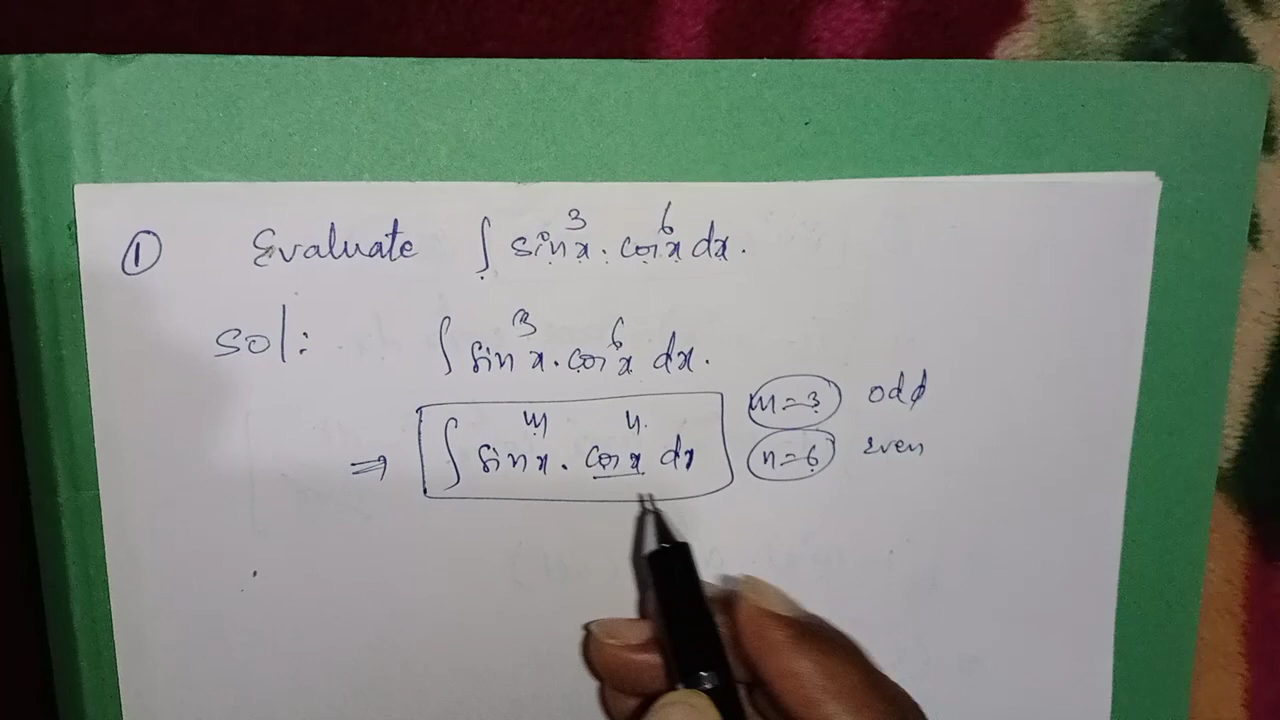 ① Evaluate ∫ sin³x . cos⁶x dx.
Sol: ∫ sin³x . cos⁶x dx.
⇒ ∫ sinᵐx . cosⁿx dx m=3 odd
n=6 even